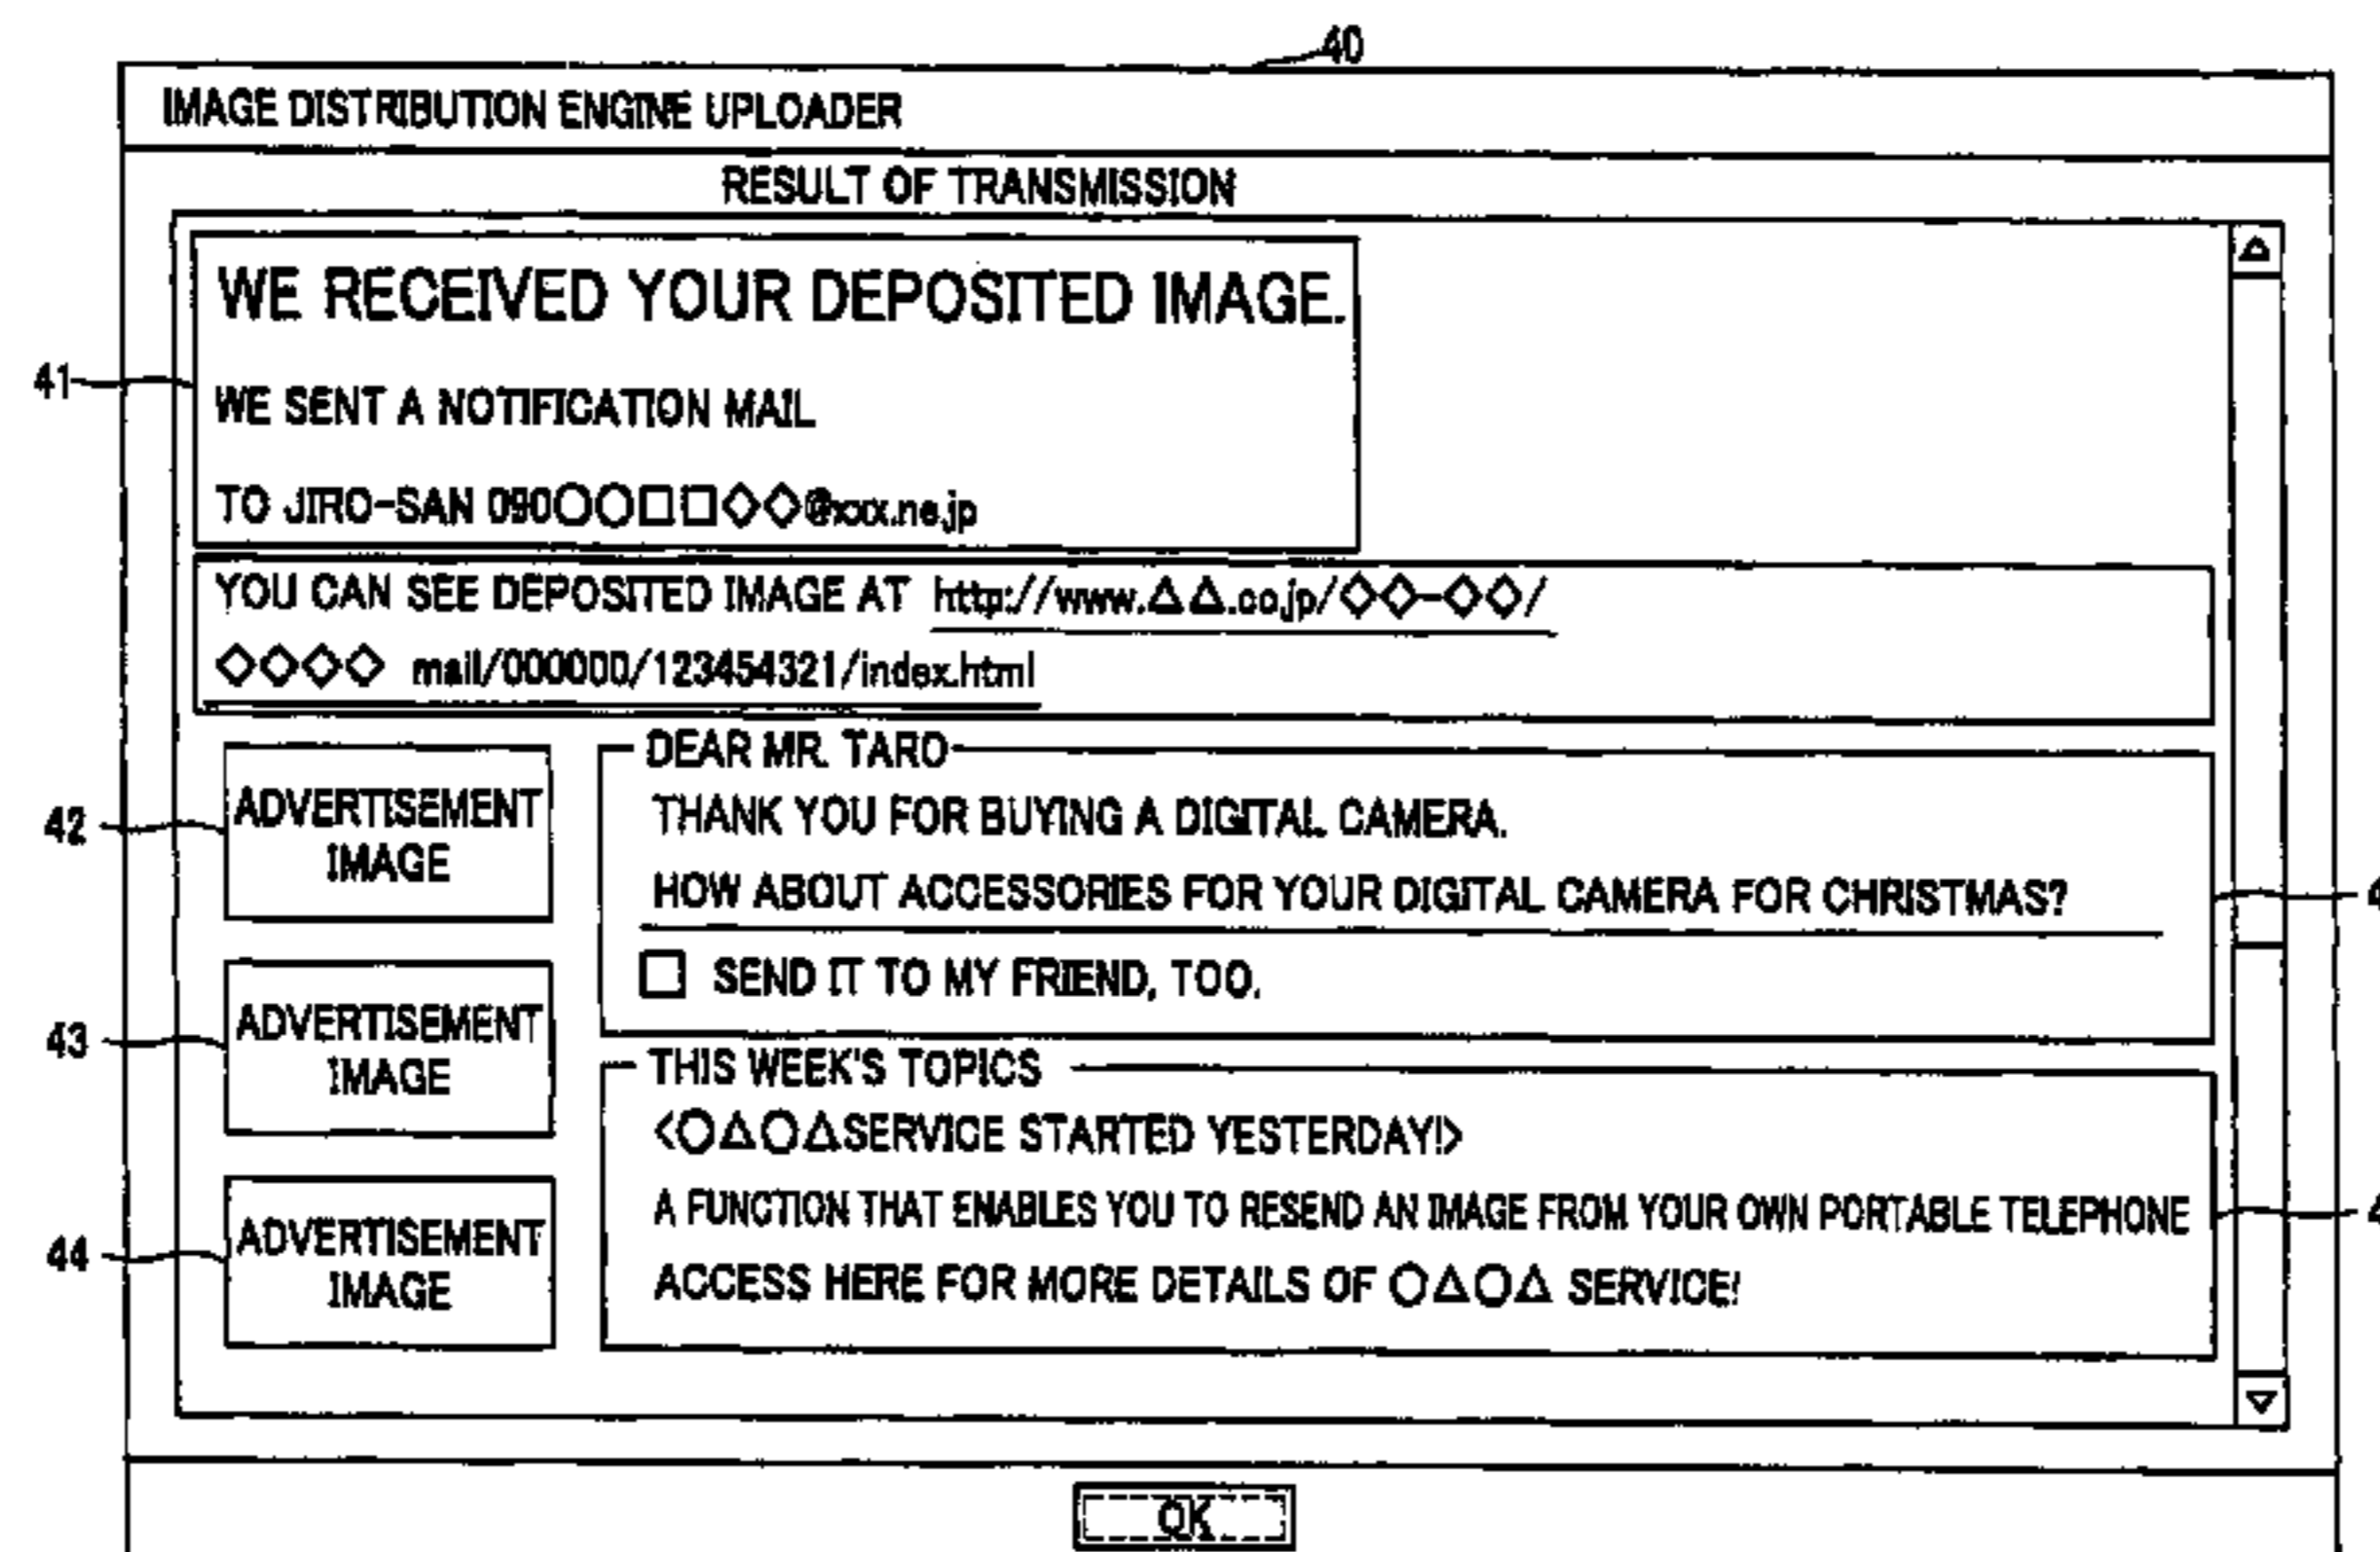 40
IMAGE DISTRIBUTION ENGINE UPLOADER
RESULT OF TRANSMISSION
41
WE RECEIVED YOUR DEPOSITED IMAGE.
WE SENT A NOTIFICATION MAIL
TO JIRO-SAN 090○○□□◇◇@xxx.ne.jp
YOU CAN SEE DEPOSITED IMAGE AT http://www.△△.co.jp/◇◇-◇◇/
◇◇◇◇ mail/000000/123454321/index.html
42
ADVERTISEMENT
IMAGE
43
ADVERTISEMENT
IMAGE
44
ADVERTISEMENT
IMAGE
DEAR MR. TARO
THANK YOU FOR BUYING A DIGITAL CAMERA.
HOW ABOUT ACCESSORIES FOR YOUR DIGITAL CAMERA FOR CHRISTMAS?
□ SEND IT TO MY FRIEND, TOO.
THIS WEEK'S TOPICS
<○△○△SERVICE STARTED YESTERDAY!>
A FUNCTION THAT ENABLES YOU TO RESEND AN IMAGE FROM YOUR OWN PORTABLE TELEPHONE
ACCESS HERE FOR MORE DETAILS OF ○△○△ SERVICE!
OK